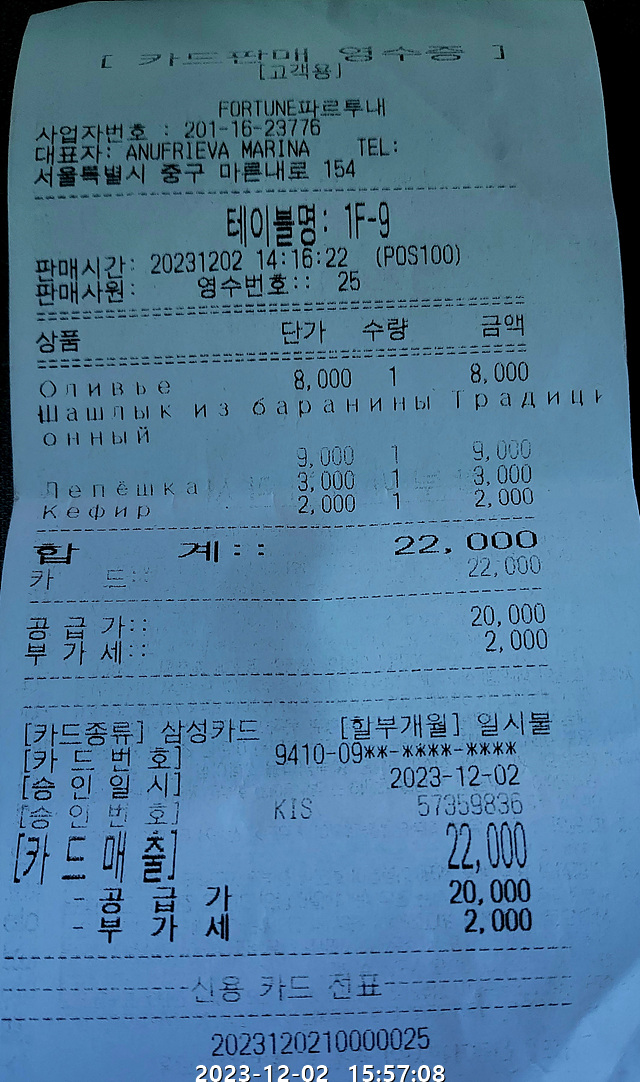 [ 카드판매 영수증 ]
[고객용]
FORTUNE파르투내
사업자번호 : 201-16-23776
대표자: ANUFRIEVA MARINA TEL:
서울특별시 중구 마른내로 154
테이블명: 1F-9
판매시간: 20231202 14:16:22 (POS100)
판매사원: 영수번호:: 25
상품 단가 수량 금액
Оливье 8,000 1 8,000
Шашлык из баранины Традици
онный
9,000 1 9,000
Лепёшка 3,000 1 3,000
Кефир 2,000 1 2,000
합 계:: 22,000
카 드:: 22,000
공 급 가:: 20,000
부 가 세:: 2,000
[카드종류] 삼성카드 [할부개월] 일시불
[카 드 번 호] 9410-09**-****-****
[승 인 일 시] 2023-12-02
[승 인 번 호] KIS 57359836
[카 드 매 출] 22,000
- 공 급 가 20,000
- 부 가 세 2,000
신용 카드 전표
2023120210000025
2023-12-02 15:57:08